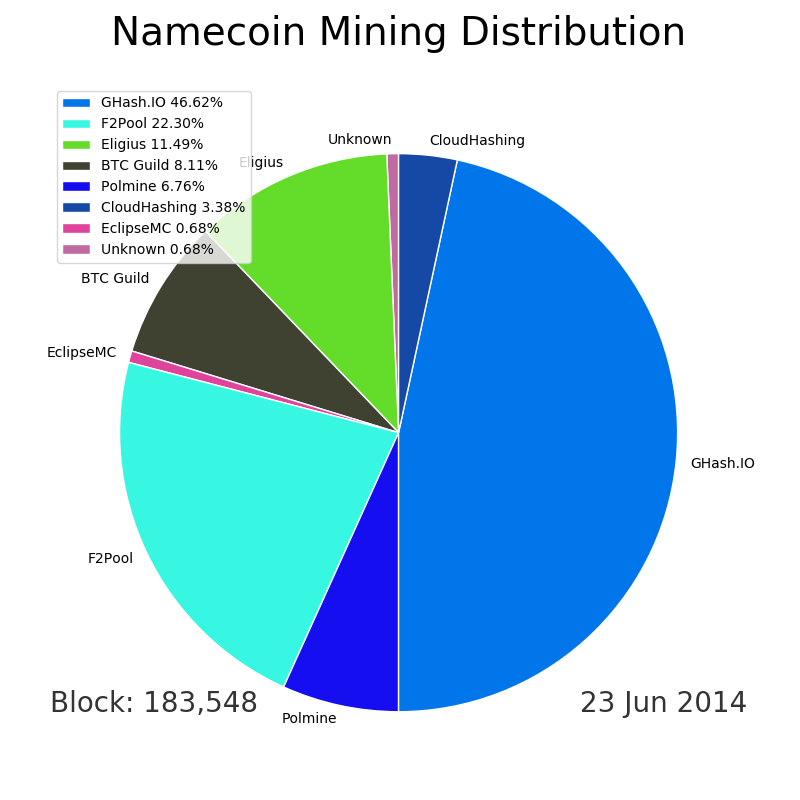 Namecoin Mining Distribution
GHash.IO 46.62%
F2Pool 22.30%
Eligius 11.49%
BTC Guild 8.11%
Polmine 6.76%
CloudHashing 3.38%
EclipseMC 0.68%
Unknown 0.68%
Unknown
CloudHashing
Eligius
BTC Guild
EclipseMC
GHash.IO
F2Pool
Polmine
Block: 183,548
23 Jun 2014